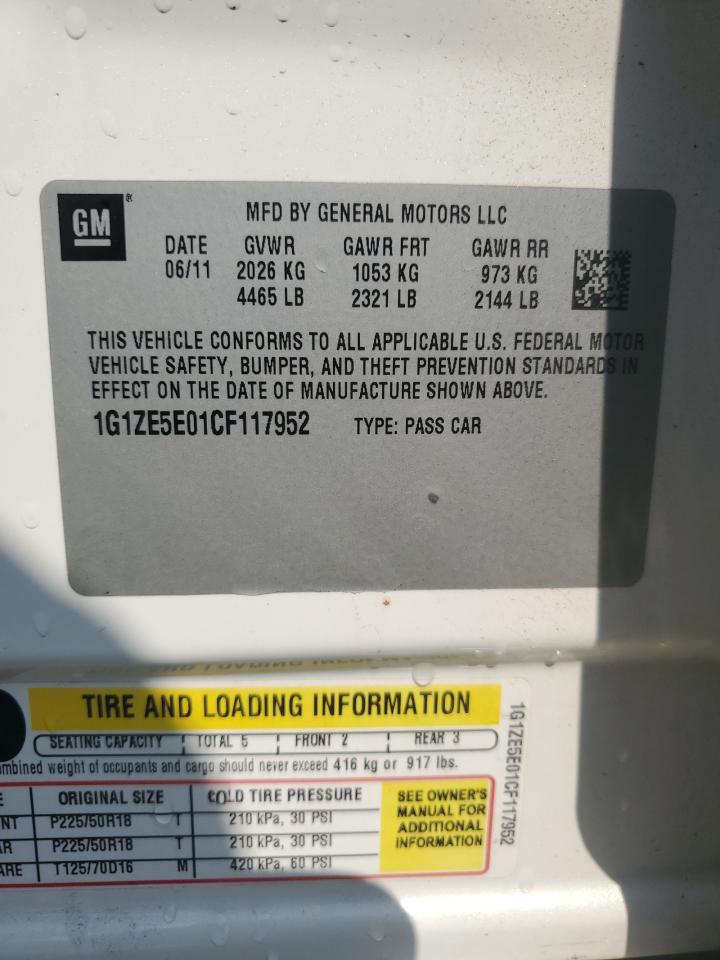 GM®
MFD BY GENERAL MOTORS LLC
DATE GVWR GAWR FRT GAWR RR
06/11 2026 KG 1053 KG 973 KG
4465 LB 2321 LB 2144 LB
THIS VEHICLE CONFORMS TO ALL APPLICABLE U.S. FEDERAL MOTOR
VEHICLE SAFETY, BUMPER, AND THEFT PREVENTION STANDARDS IN
EFFECT ON THE DATE OF MANUFACTURE SHOWN ABOVE.
1G1ZE5E01CF117952 TYPE: PASS CAR
TIRE AND LOADING INFORMATION
SEATING CAPACITY TOTAL 5 FRONT 2 REAR 3
ombined weight of occupants and cargo should never exceed 416 kg or 917 lbs.
E ORIGINAL SIZE COLD TIRE PRESSURE
NT P225/50R18 T 210 kPa, 30 PSI
AR P225/50R18 T 210 kPa, 30 PSI
ARE T125/70D16 M 420 kPa, 60 PSI
SEE OWNER'S
MANUAL FOR
ADDITIONAL
INFORMATION
1G1ZE5E01CF117952